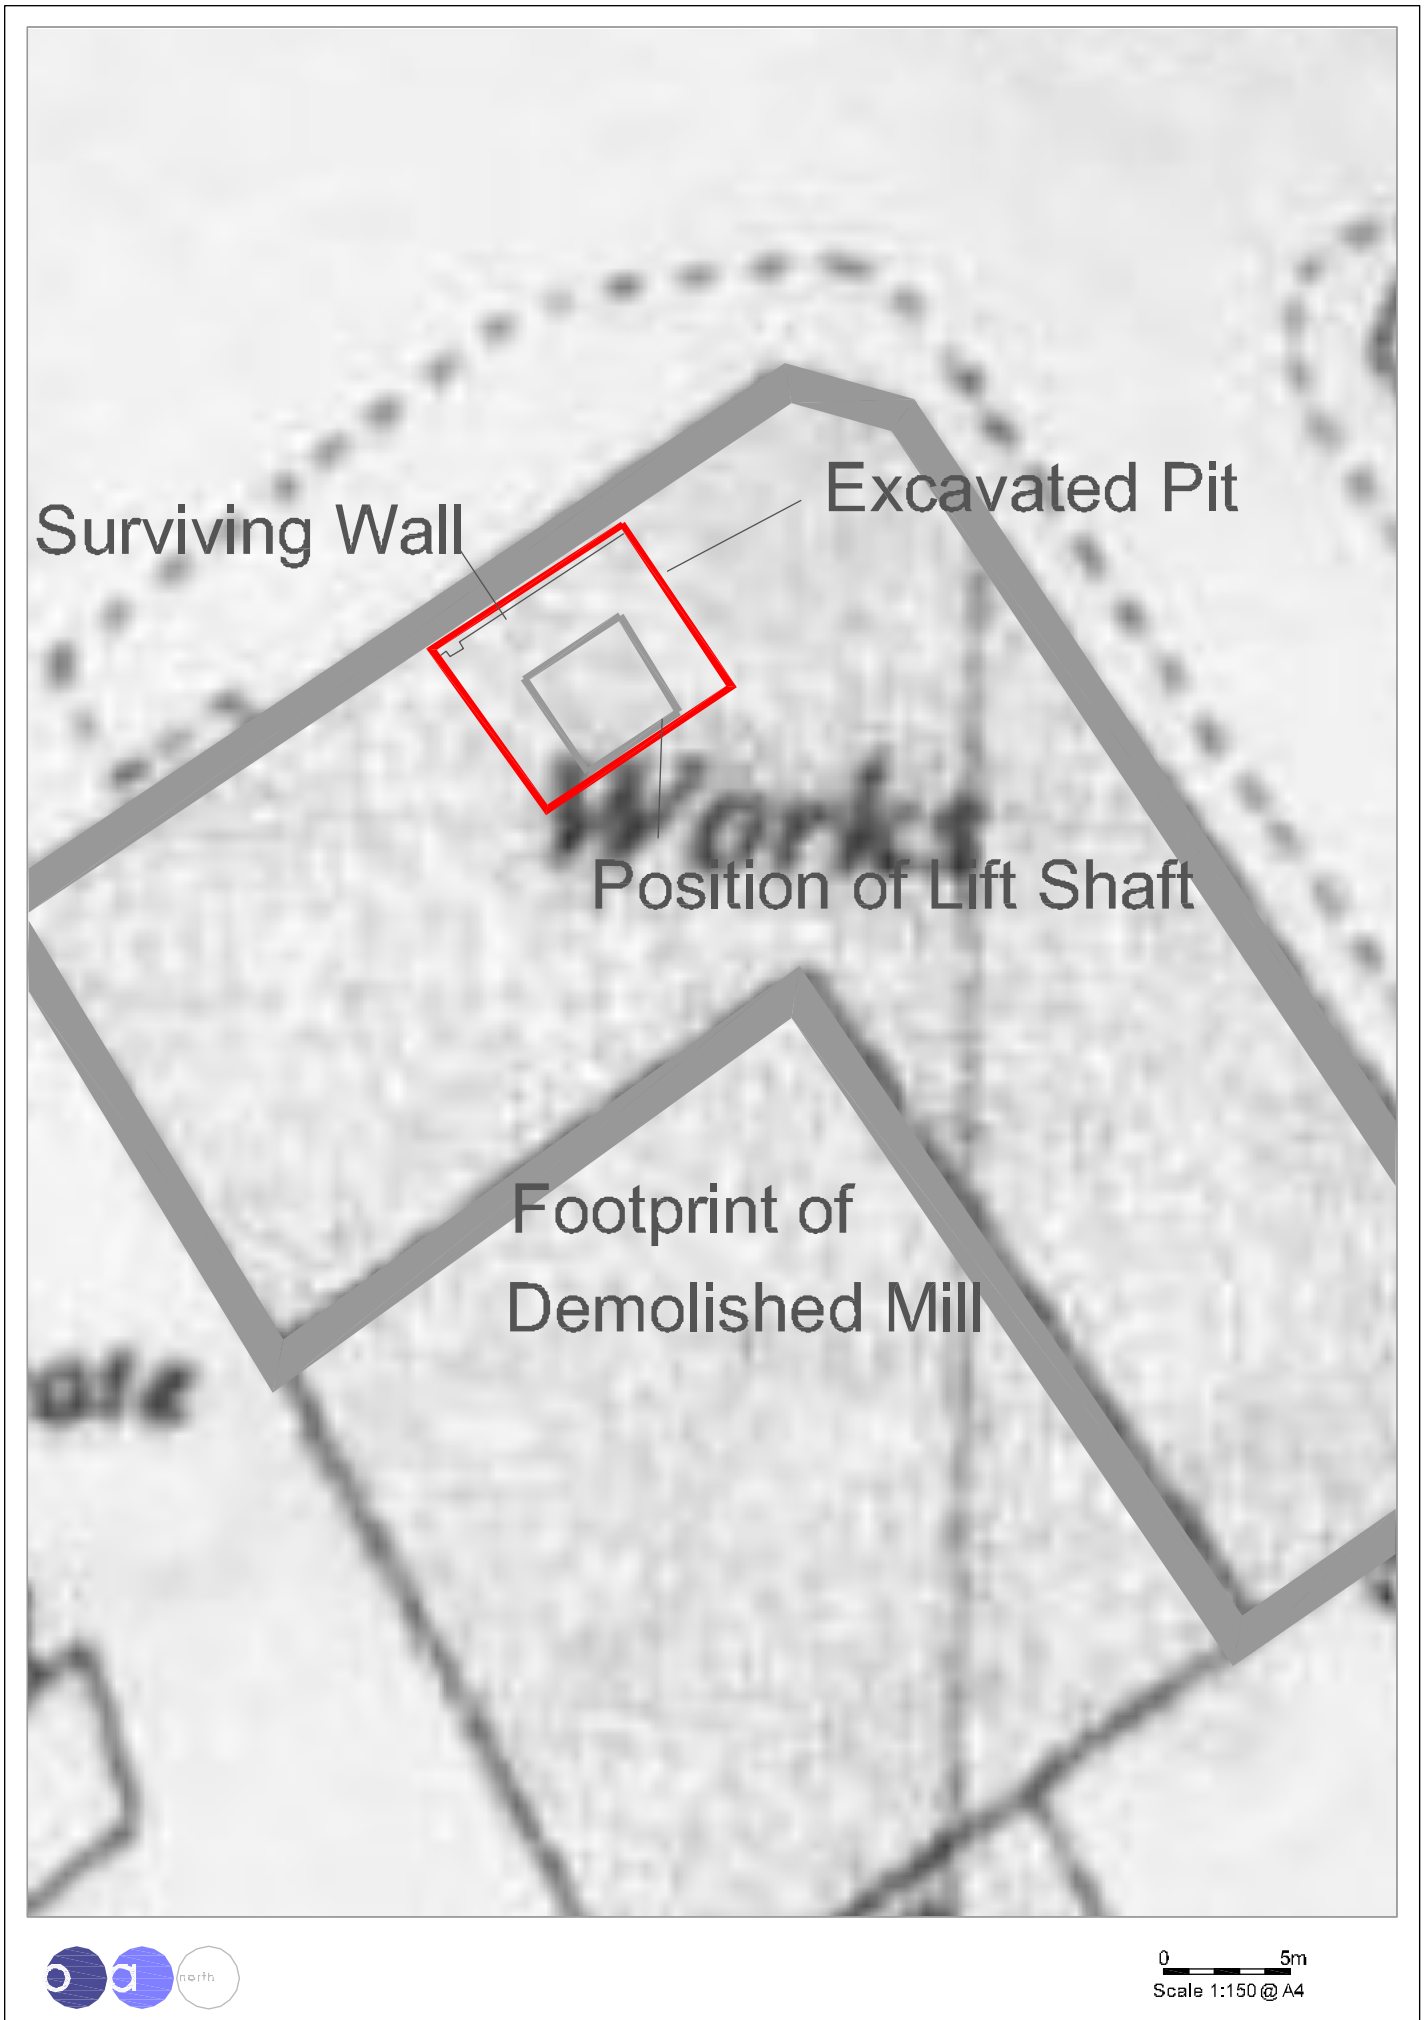 Excavated Pit
Surviving Wall
Works
Position of Lift Shaft
Footprint of
Demolished Mill
oa north
0 5m
Scale 1:150 @ A4